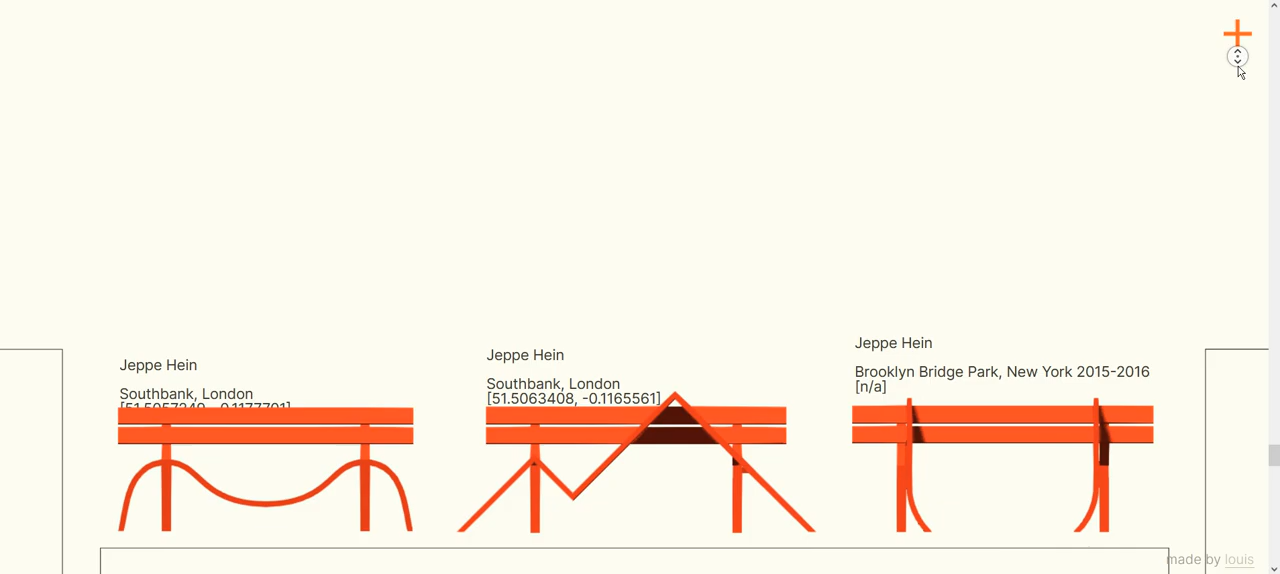 Jeppe Hein
Southbank, London
Jeppe Hein
Southbank, London
[51.5063408, -0.1165561]
Jeppe Hein
Brooklyn Bridge Park, New York 2015-2016
[n/a]
made by louis